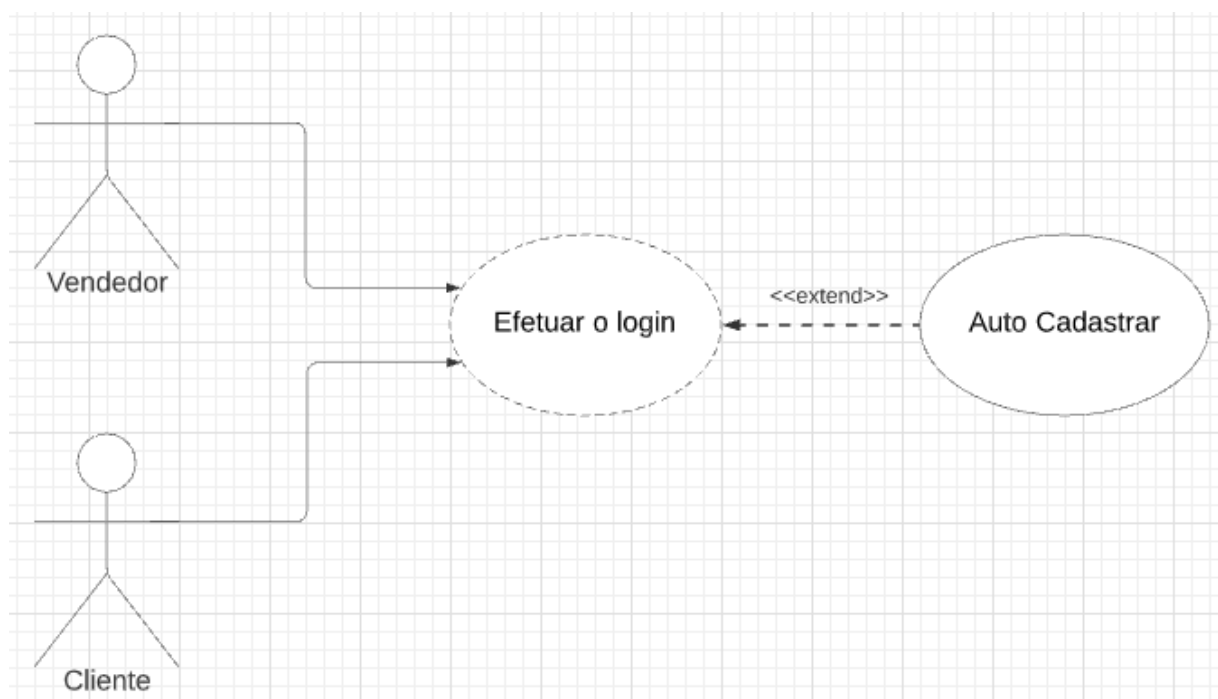 Vendedor
Efetuar o login
<<extend>>
Auto Cadastrar
Cliente